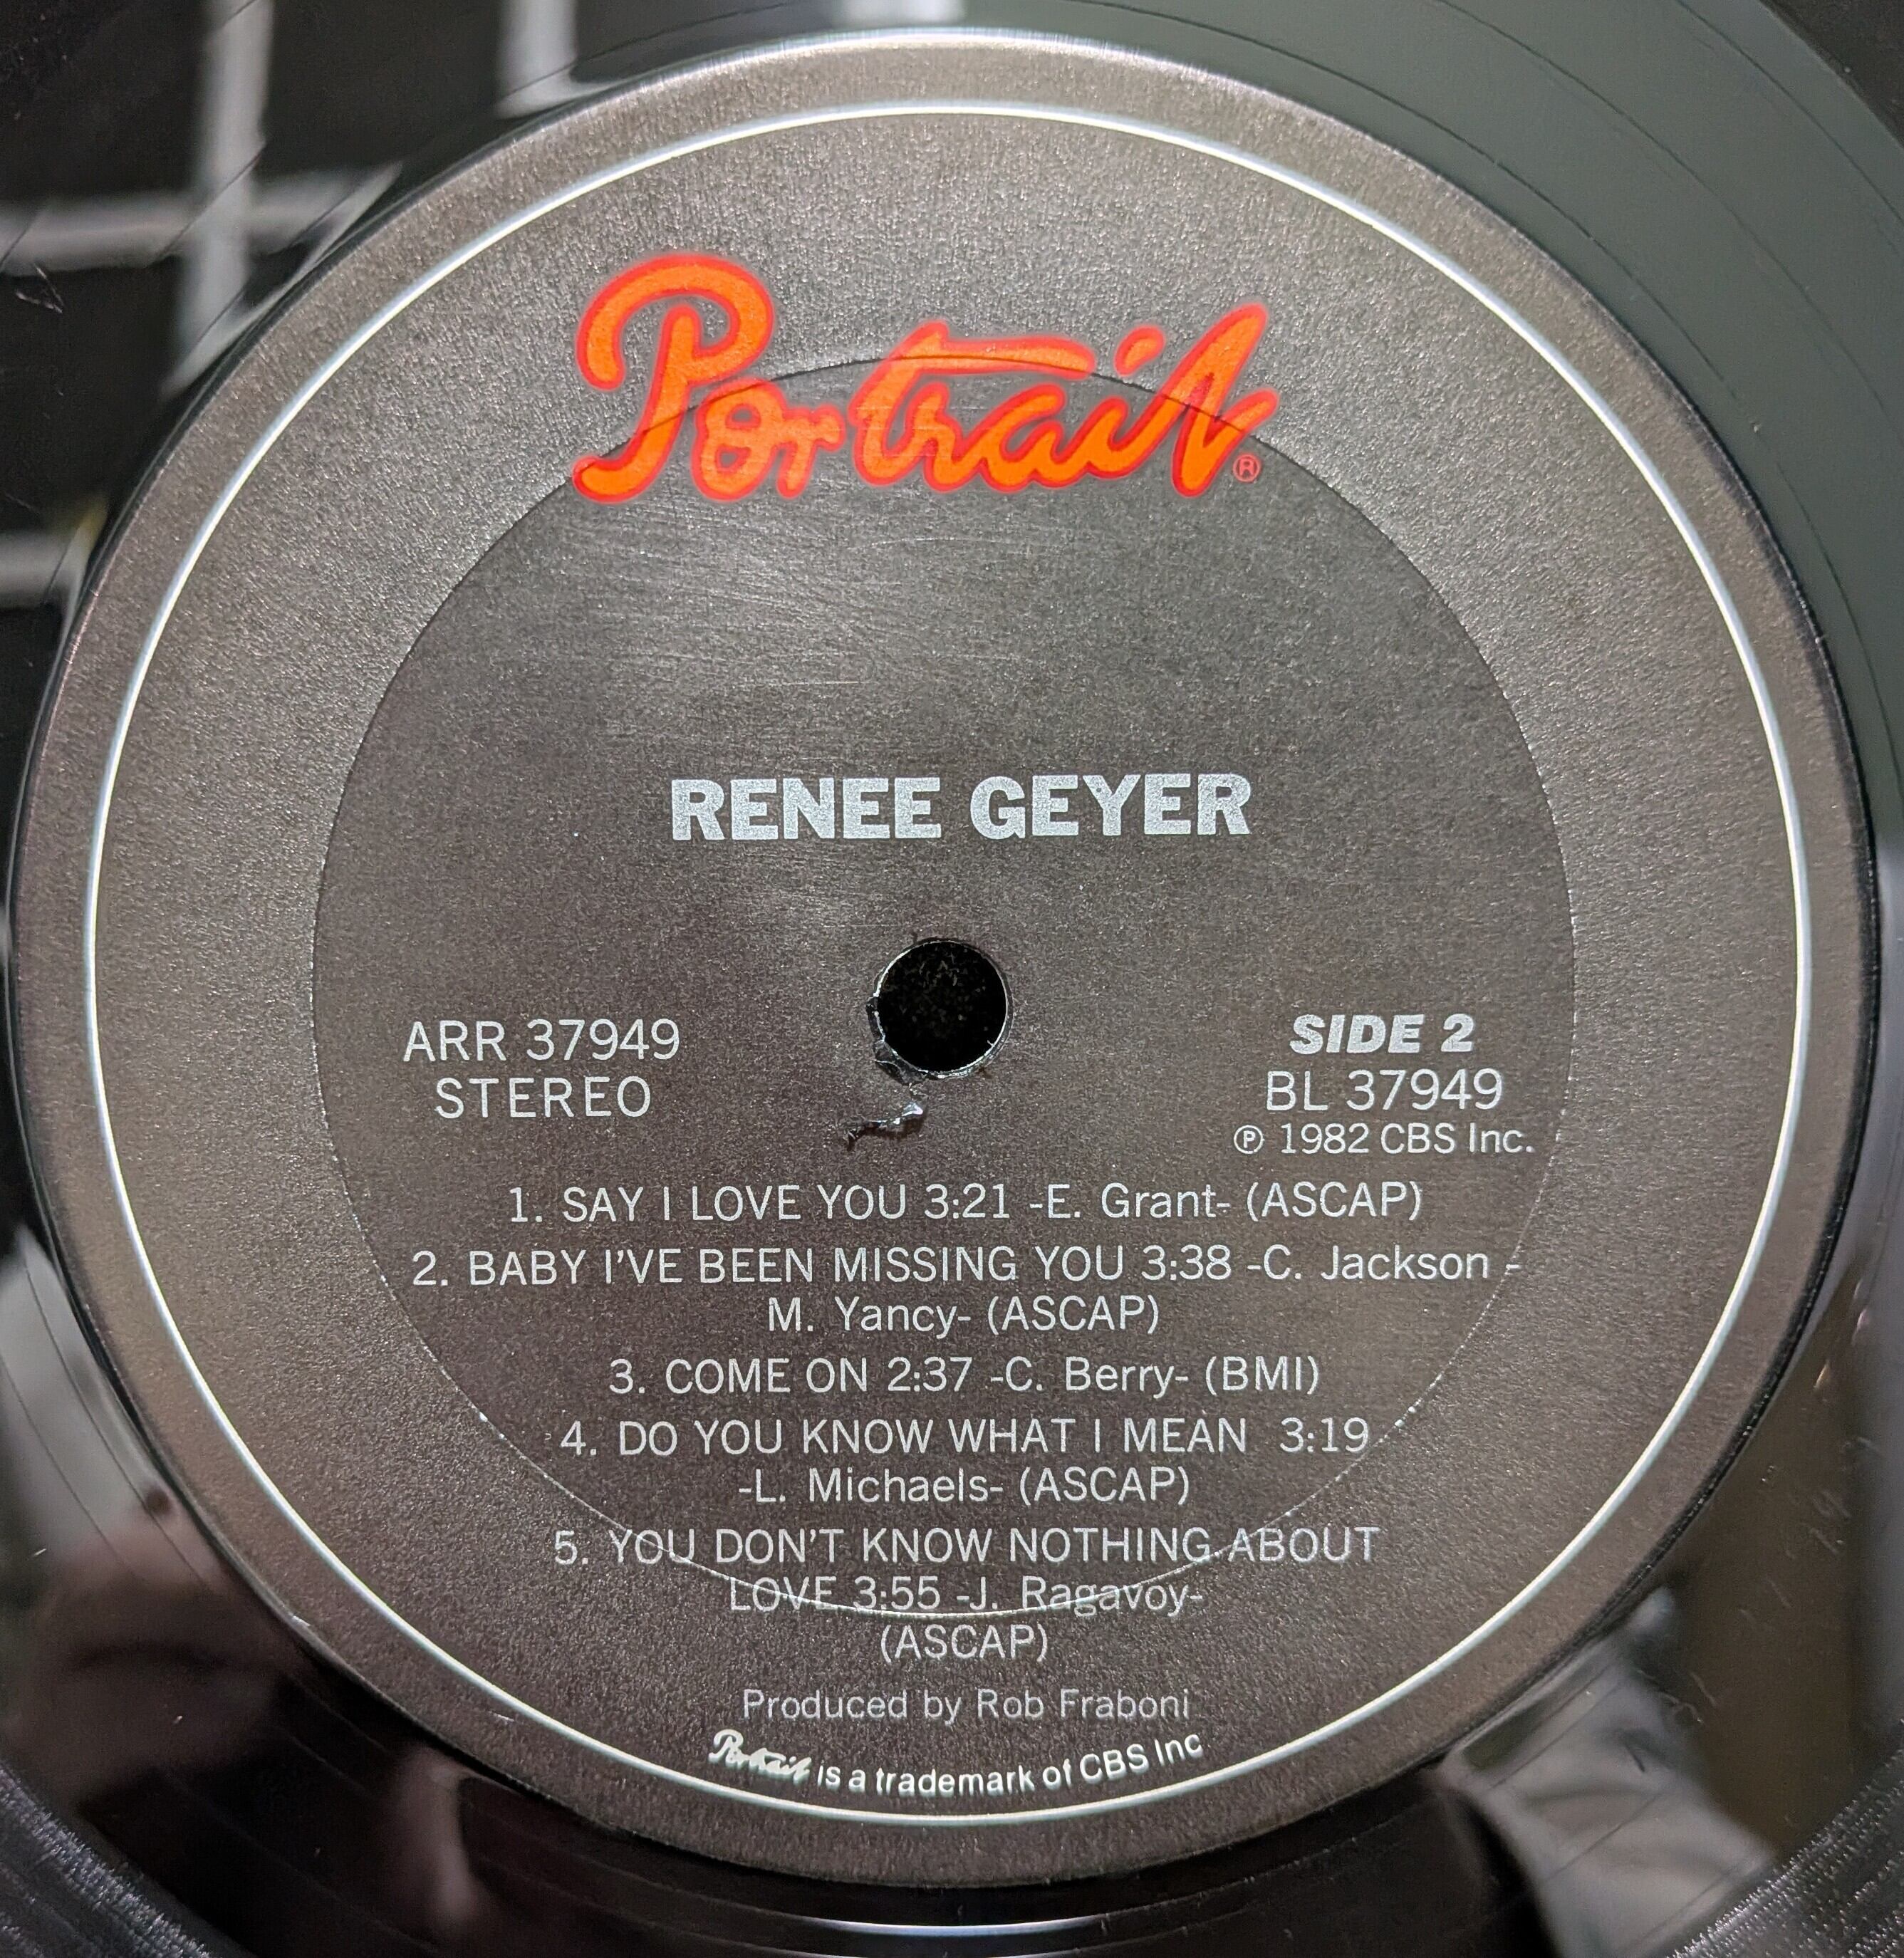 Portrait®
RENEE GEYER
ARR 37949
STEREO
SIDE 2
BL 37949
℗ 1982 CBS Inc.
1. SAY I LOVE YOU 3:21 -E. Grant- (ASCAP)
2. BABY I'VE BEEN MISSING YOU 3:38 -C. Jackson -
M. Yancy- (ASCAP)
3. COME ON 2:37 -C. Berry- (BMI)
4. DO YOU KNOW WHAT I MEAN 3:19
-L. Michaels- (ASCAP)
5. YOU DON'T KNOW NOTHING ABOUT
LOVE 3:55 -J. Ragavoy-
(ASCAP)
Produced by Rob Fraboni
Portrait is a trademark of CBS Inc